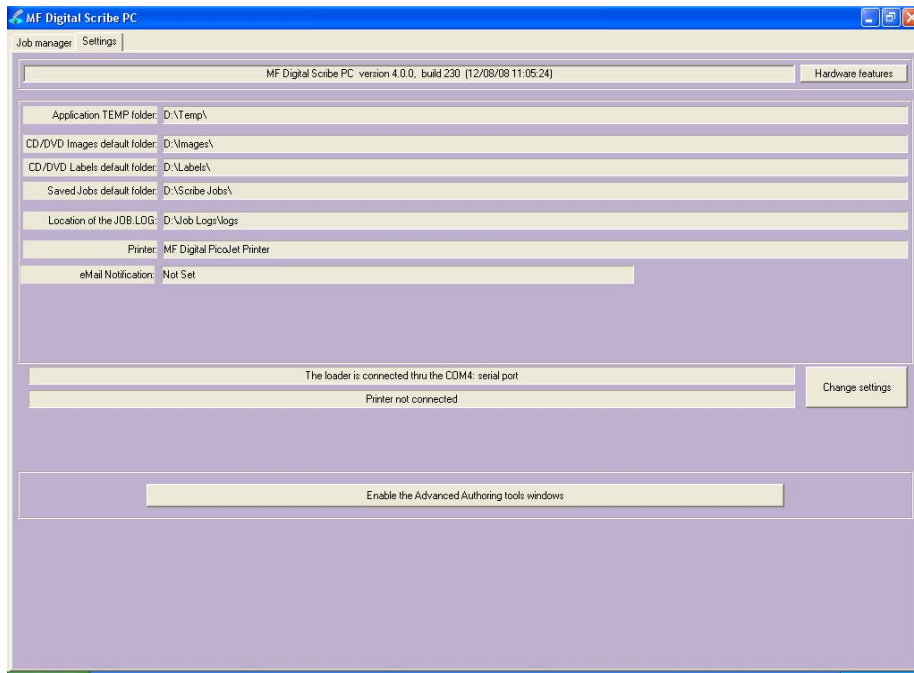 MF Digital Scribe PC
Job manager Settings
MF Digital Scribe PC version 4.0.0, build 230 (12/08/08 11:05:24) Hardware features
Application TEMP folder: D:\Temp\
CD/DVD Images default folder: D:\Images\
CD/DVD Labels default folder: D:\Labels\
Saved Jobs default folder: D:\Scribe Jobs\
Location of the JOB.LOG: D:\Job Logs\logs
Printer: MF Digital PicoJet Printer
eMail Notification: Not Set
The loader is connected thru the COM4: serial port
Change settings
Printer not connected
Enable the Advanced Authoring tools windows